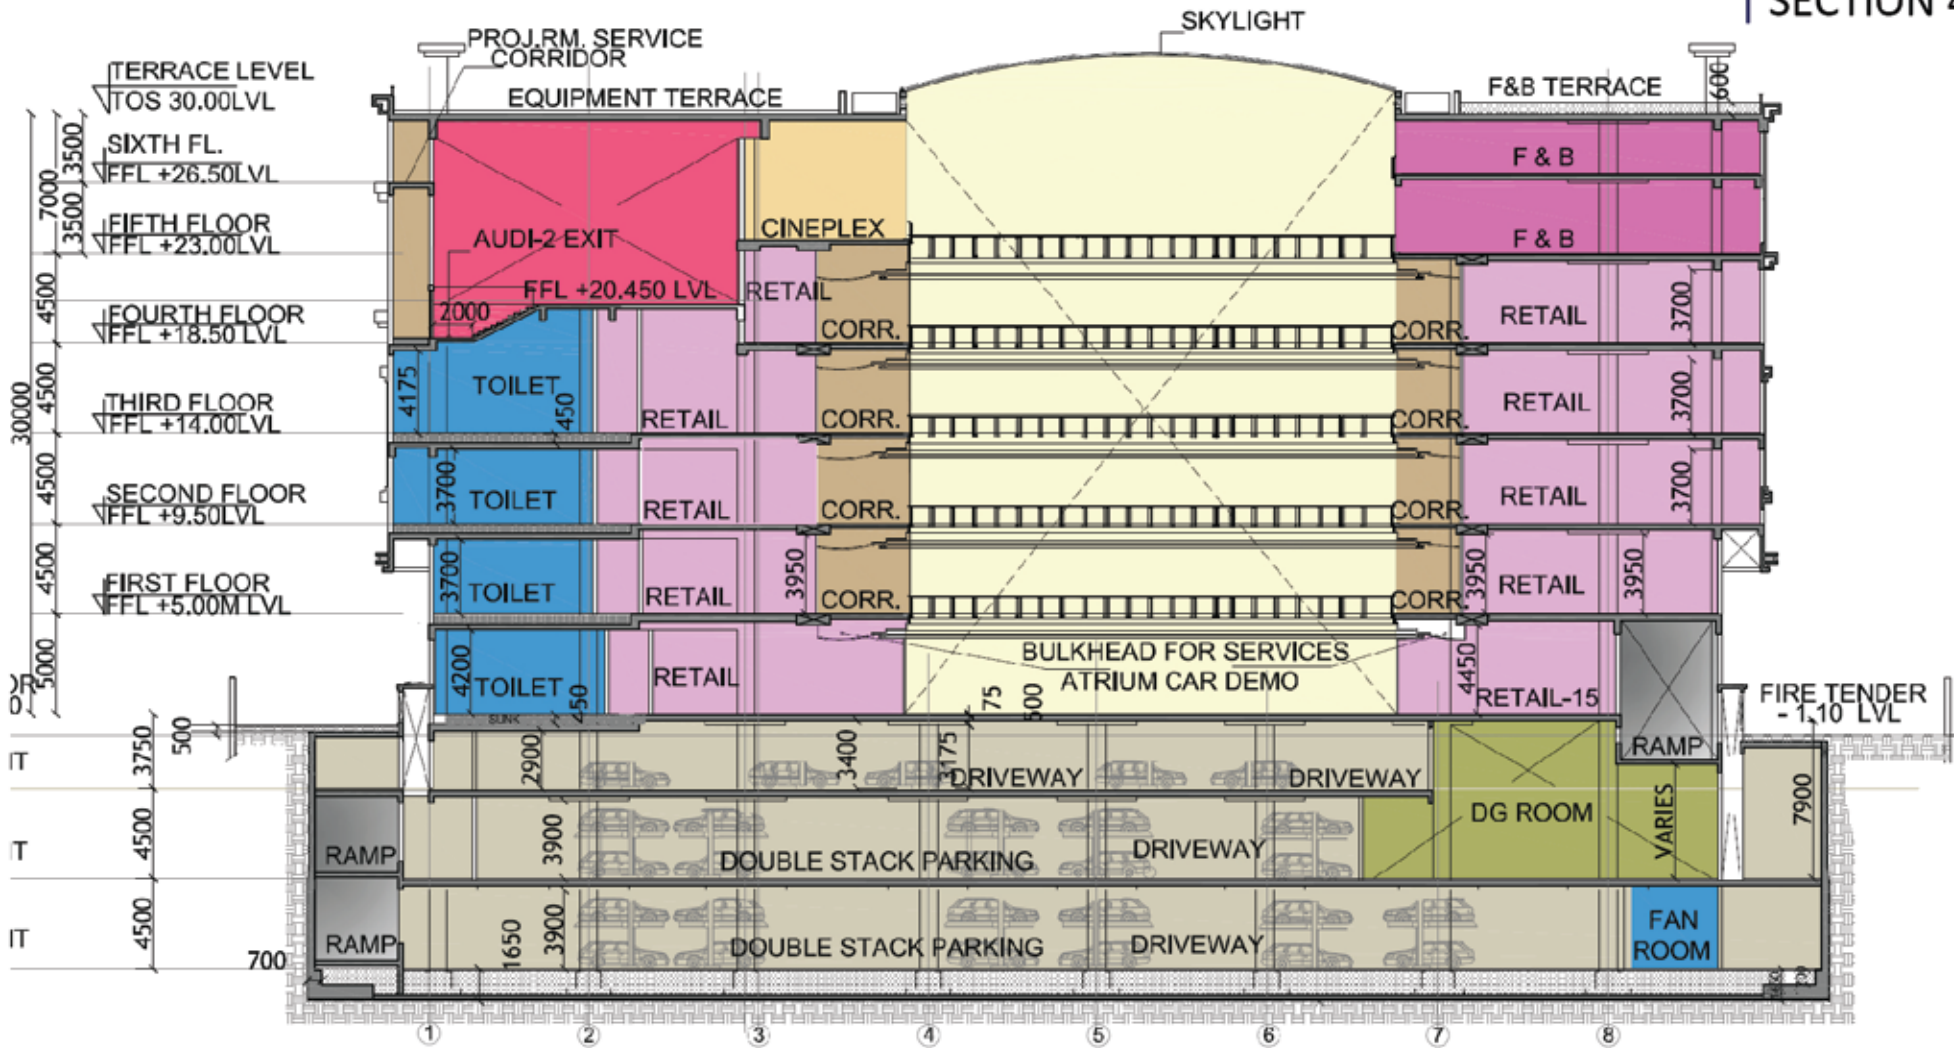 SECTION
SKYLIGHT
PROJ.RM. SERVICE
CORRIDOR
TERRACE LEVEL
TOS 30.00LVL
EQUIPMENT TERRACE
F&B TERRACE
600
SIXTH FL.
FFL +26.50LVL
3500
7000
3500
F & B
FIFTH FLOOR
FFL +23.00LVL
AUDI-2 EXIT
CINEPLEX
F & B
FFL +20.450 LVL
RETAIL
2000
FOURTH FLOOR
FFL +18.50 LVL
4500
CORR.
CORR.
RETAIL
3700
30000
4500
4175
TOILET
450
RETAIL
THIRD FLOOR
FFL +14.00LVL
CORR.
CORR.
RETAIL
3700
4500
3700
TOILET
RETAIL
SECOND FLOOR
FFL +9.50LVL
CORR.
CORR.
RETAIL
3700
4500
3700
TOILET
RETAIL
3950
FIRST FLOOR
FFL +5.00M LVL
CORR.
CORR.
3950
RETAIL
3950
5000
4200
TOILET
450
RETAIL
BULKHEAD FOR SERVICES
ATRIUM CAR DEMO
75
500
4450
RETAIL-15
SUNK
FIRE TENDER
- 1.10 LVL
500
3750
2900
3400
3175
DRIVEWAY
DRIVEWAY
RAMP
4500
RAMP
3900
DOUBLE STACK PARKING
DRIVEWAY
DG ROOM
VARIES
7900
4500
RAMP
1650
3900
DOUBLE STACK PARKING
DRIVEWAY
FAN
ROOM
700
1
2
3
4
5
6
7
8